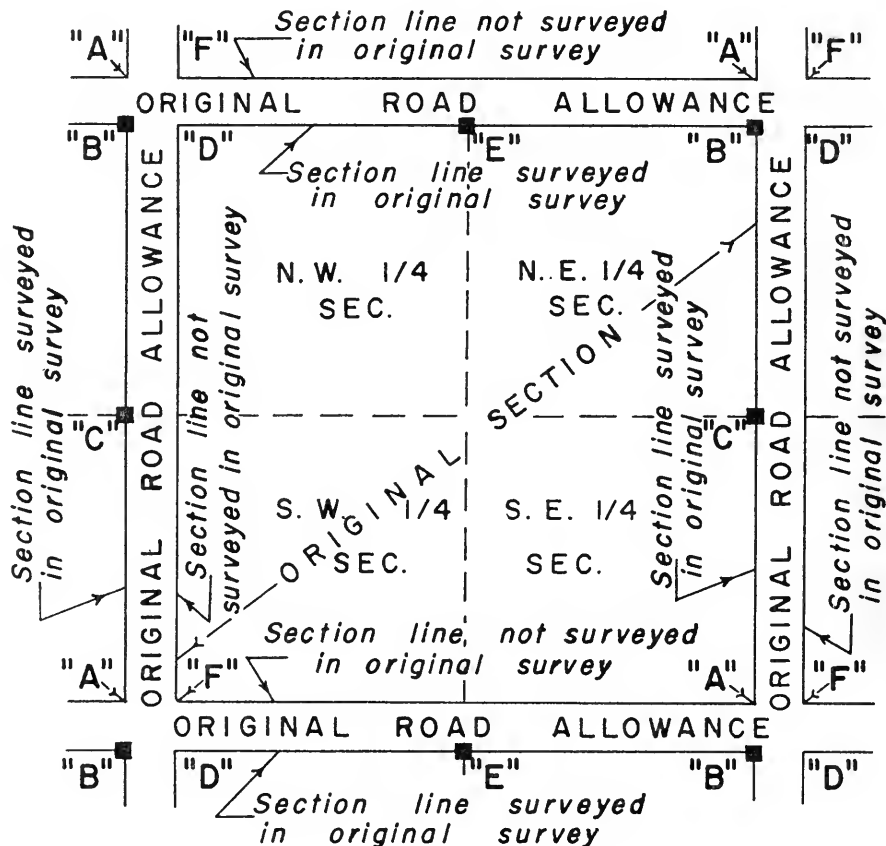 Section line not surveyed
in original survey
"A"
"F"
"A"
"F"
ORIGINAL ROAD ALLOWANCE
"B"
"D"
"E"
"B"
"D"
Section line surveyed
in original survey
ORIGINAL ROAD ALLOWANCE
Section line surveyed
in original survey
Section line not
surveyed in original survey
N. W. 1/4
SEC.
N. E. 1/4
SEC.
ORIGINAL SECTION
Section line surveyed
in original survey
ORIGINAL ROAD ALLOWANCE
Section line not surveyed
in original survey
"C"
"C"
S. W. 1/4
SEC.
S. E. 1/4
SEC.
Section line not surveyed
in original survey
"A"
"F"
"A"
"F"
ORIGINAL ROAD ALLOWANCE
"B"
"D"
"E"
"B"
"D"
Section line surveyed
in original survey